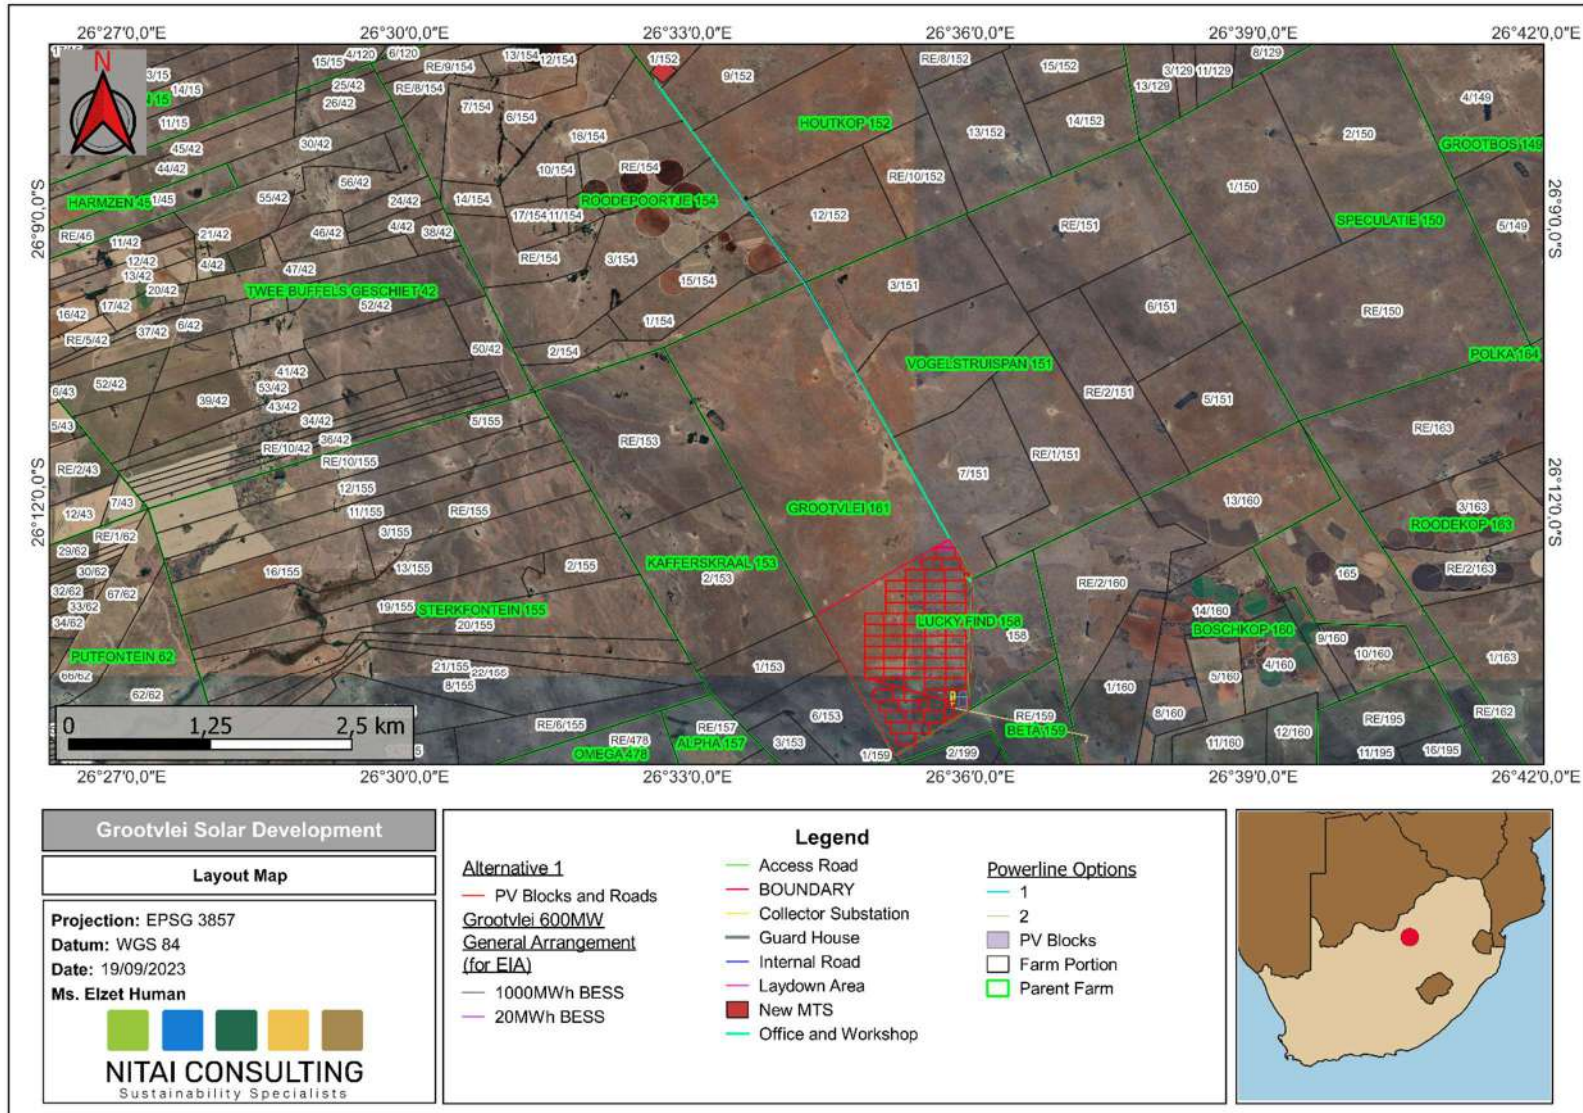 26°27'0,0"E 26°30'0,0"E 26°33'0,0"E 26°36'0,0"E 26°39'0,0"E 26°42'0,0"E
N
4/120 6/120 13/154 12/154 1/152 9/152 RE/8/152 15/152 3/129 11/129 8/129
15/15 RE/9/154 13/129
3/15 14/15 25/42 RE/8/154 4/149
26/42 7/154 6/154 HOUTKOP 152 14/152
11/15 16/154 13/152 2/150
45/42 30/42 GROOTBOS 149
44/42 10/154 RE/154 RE/10/152
56/42 1/150
HARMZEN 45 1/45 55/42 24/42 14/154 ROODEPOORTJE 154
17/154 11/154 12/152 SPECULATIE 150
RE/45 21/42 46/42 4/42 38/42 RE/151 5/149
11/42
12/42 4/42 47/42 RE/154 3/154
13/42 15/154 3/151
20/42 TWEE BUFFELS GESCHIET 42
17/42 52/42 6/151 RE/150
16/42 6/42 1/154
37/42
RE/5/42 50/42 2/154 POLKA 164
VOGELSTRUISPAN 151
41/42
6/43 52/42 53/42 RE/2/151
39/42 43/42 5/151
5/43 34/42 5/155 RE/163
36/42 RE/153
RE/10/42 RE/1/151
RE/2/43 RE/10/155 7/151
12/155 13/160
7/43 11/155 RE/155 GROOTVLEI 161 3/163
12/43 ROODEKOP 163
RE/1/62 3/155
29/62 KAFFERSKRAAL 153
30/62 16/155 13/155 2/155 2/153 165 RE/2/163
32/62 67/62 RE/2/160
33/62 19/155 STERKFONTEIN 155 14/160
34/62 20/155 LUCKY FIND 158 158 BOSCHKOP 160
9/160
PUTFONTEIN 62 10/160
66/62 21/155 22/155 1/153 4/160 1/163
62/62 8/155 5/160
1/160
6/153 RE/159 8/160 RE/195 RE/162
RE/6/155 RE/157 BETA 159
RE/478 ALPHA 157 3/153 12/160
OMEGA 478 1/159 2/199 11/160 11/195 16/195
26°9'0,0"S 26°9'0,0"S
26°12'0,0"S 26°12'0,0"S
0 1,25 2,5 km
26°27'0,0"E 26°30'0,0"E 26°33'0,0"E 26°36'0,0"E 26°39'0,0"E 26°42'0,0"E
Grootvlei Solar Development
Layout Map
Projection: EPSG 3857
Datum: WGS 84
Date: 19/09/2023
Ms. Elzet Human
NITAI CONSULTING
Sustainability Specialists
Legend
Alternative 1
PV Blocks and Roads
Grootvlei 600MW
General Arrangement
(for EIA)
1000MWh BESS
20MWh BESS
Access Road
BOUNDARY
Collector Substation
Guard House
Internal Road
Laydown Area
New MTS
Office and Workshop
Powerline Options
1
2
PV Blocks
Farm Portion
Parent Farm